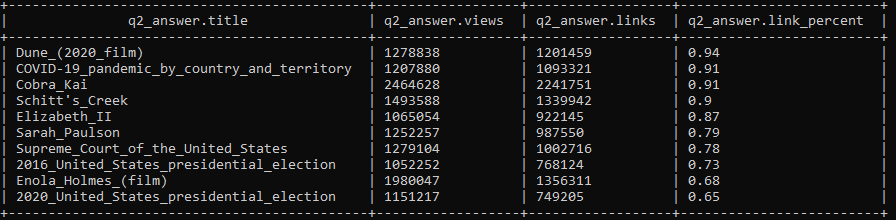 | q2_answer.title | q2_answer.views | q2_answer.links | q2_answer.link_percent |
| Dune_(2020_film) | 1278838 | 1201459 | 0.94 |
| COVID-19_pandemic_by_country_and_territory | 1207880 | 1093321 | 0.91 |
| Cobra_Kai | 2464628 | 2241751 | 0.91 |
| Schitt's_Creek | 1493588 | 1339942 | 0.9 |
| Elizabeth_II | 1065054 | 922145 | 0.87 |
| Sarah_Paulson | 1252257 | 987550 | 0.79 |
| Supreme_Court_of_the_United_States | 1279104 | 1002716 | 0.78 |
| 2016_United_States_presidential_election | 1052252 | 768124 | 0.73 |
| Enola_Holmes_(film) | 1980047 | 1356311 | 0.68 |
| 2020_United_States_presidential_election | 1151217 | 749205 | 0.65 |